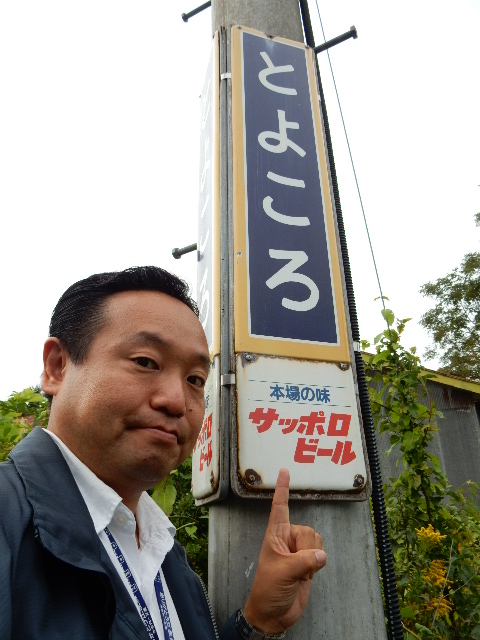 とよころ
本場の味
サッポロ
ビール